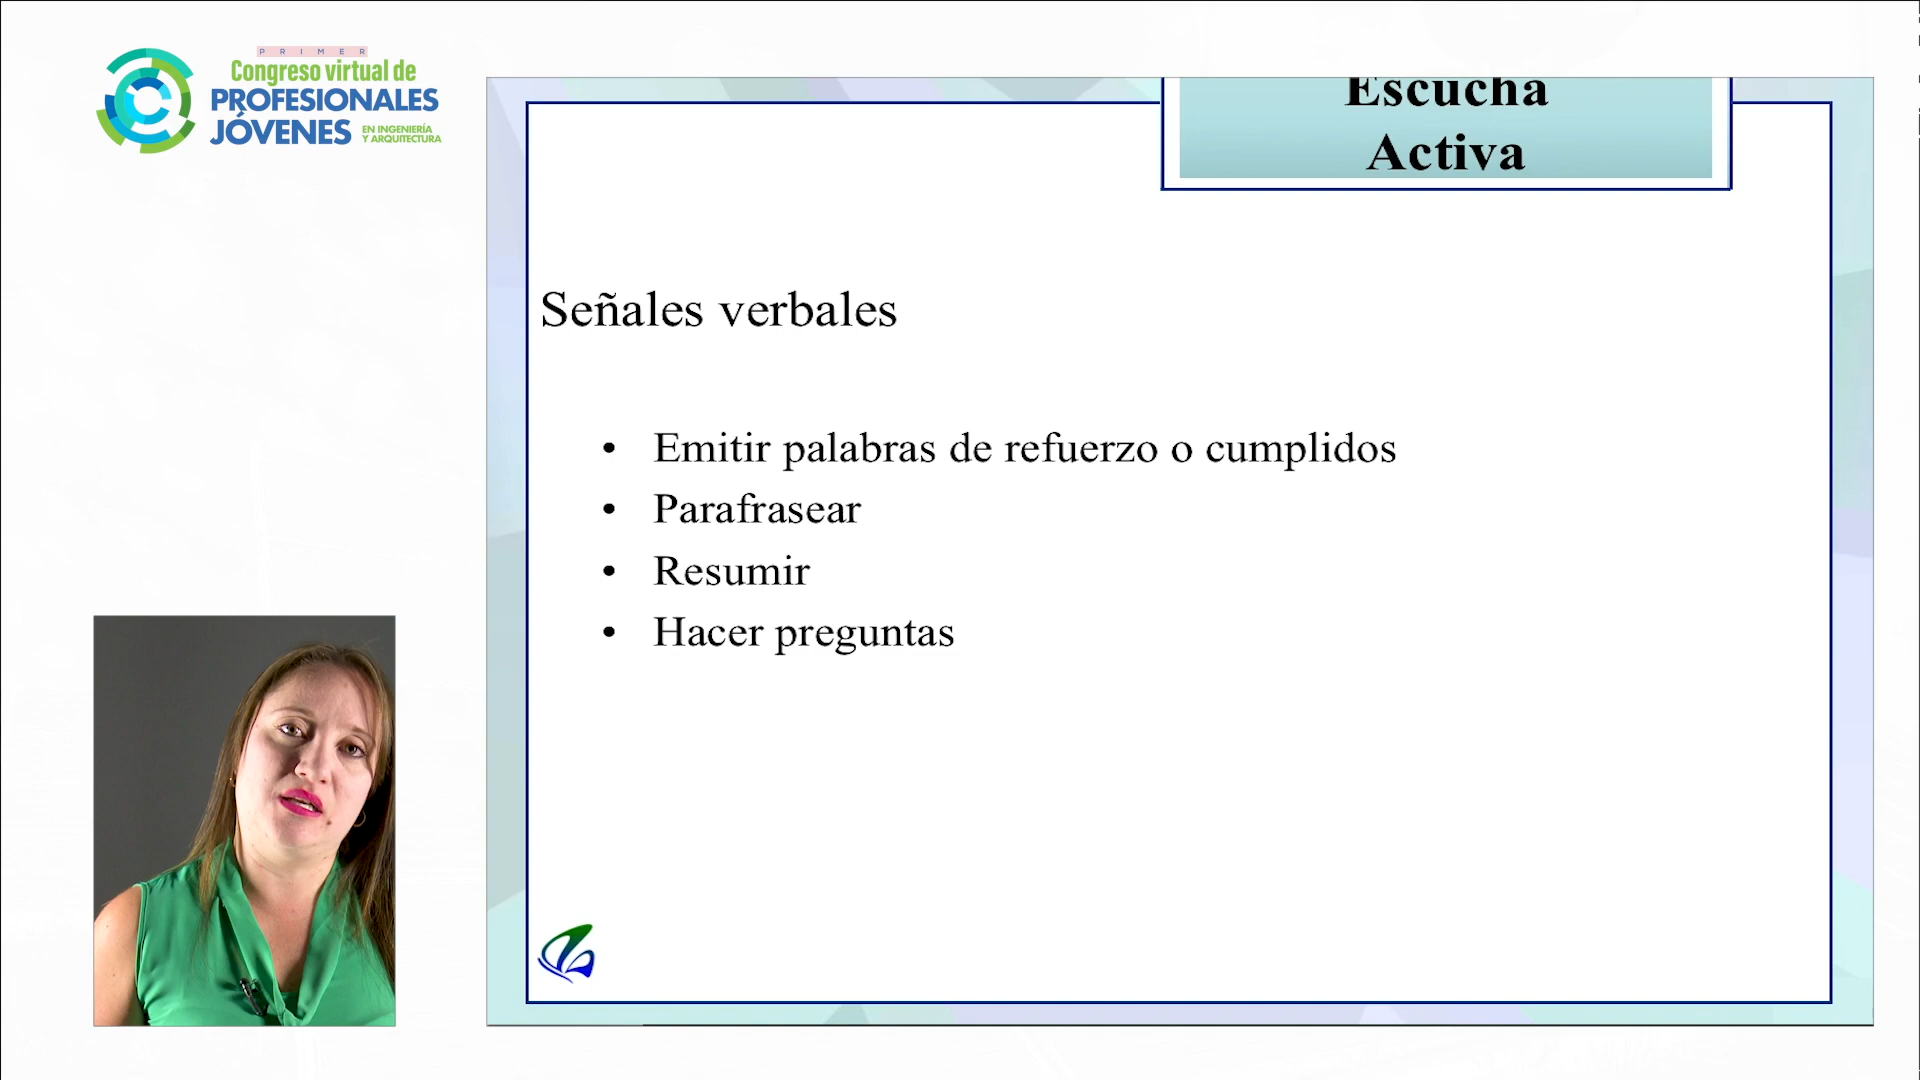 PRIMER
Congreso virtual de
PROFESIONALES
JÓVENES EN INGENIERÍA
Y ARQUITECTURA
Escucha
Activa
Señales verbales
• Emitir palabras de refuerzo o cumplidos
• Parafrasear
• Resumir
• Hacer preguntas